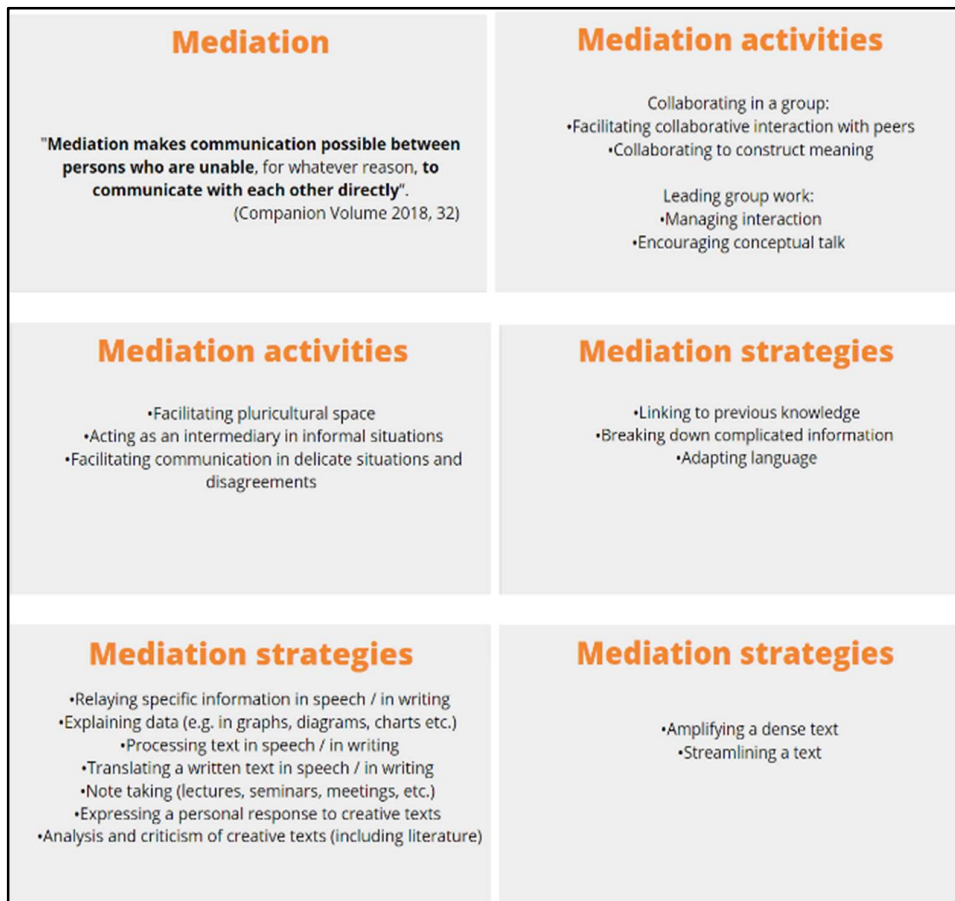 Mediation
"Mediation makes communication possible between
persons who are unable, for whatever reason, to
communicate with each other directly".
(Companion Volume 2018, 32)
Mediation activities
Collaborating in a group:
•Facilitating collaborative interaction with peers
•Collaborating to construct meaning
Leading group work:
•Managing interaction
•Encouraging conceptual talk
Mediation activities
•Facilitating pluricultural space
•Acting as an intermediary in informal situations
•Facilitating communication in delicate situations and
disagreements
Mediation strategies
•Linking to previous knowledge
•Breaking down complicated information
•Adapting language
Mediation strategies
•Relaying specific information in speech / in writing
•Explaining data (e.g. in graphs, diagrams, charts etc.)
•Processing text in speech / in writing
•Translating a written text in speech / in writing
•Note taking (lectures, seminars, meetings, etc.)
•Expressing a personal response to creative texts
•Analysis and criticism of creative texts (including literature)
Mediation strategies
•Amplifying a dense text
•Streamlining a text